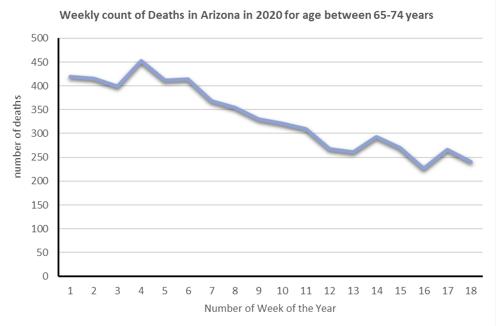 Weekly count of Deaths in Arizona in 2020 for age between 65-74 years
500
450
400
350
300
250
200
150
100
50
0
number of deaths
1 2 3 4 5 6 7 8 9 10 11 12 13 14 15 16 17 18
Number of Week of the Year